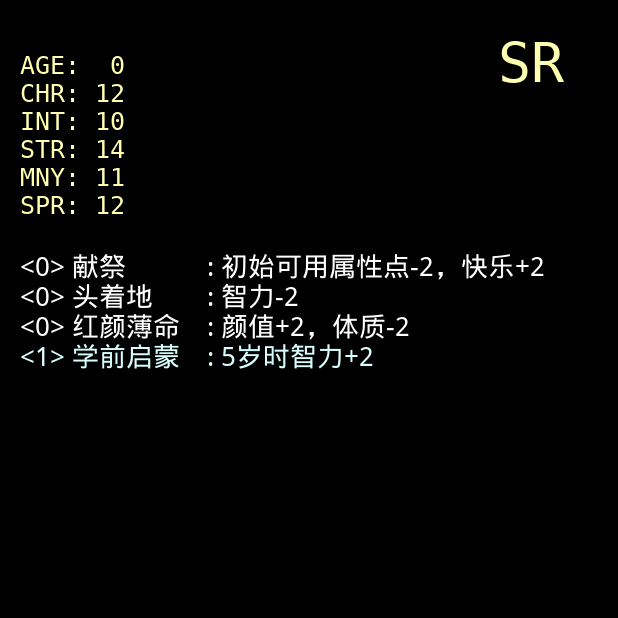 SR
AGE: 0
CHR: 12
INT: 10
STR: 14
MNY: 11
SPR: 12
<0> 献祭 : 初始可用属性点-2，快乐+2
<0> 头着地 : 智力-2
<0> 红颜薄命 : 颜值+2，体质-2
<1> 学前启蒙 : 5岁时智力+2